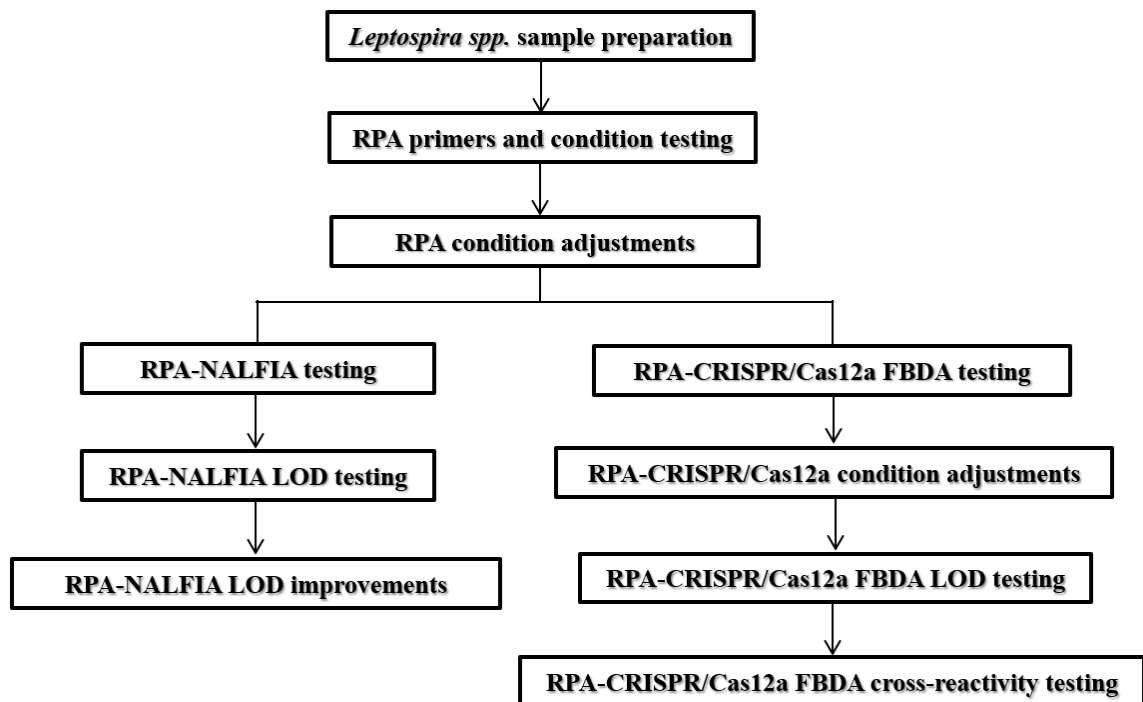 Leptospira spp. sample preparation
RPA primers and condition testing
RPA condition adjustments
RPA-NALFIA testing
RPA-NALFIA LOD testing
RPA-NALFIA LOD improvements
RPA-CRISPR/Cas12a FBDA testing
RPA-CRISPR/Cas12a condition adjustments
RPA-CRISPR/Cas12a FBDA LOD testing
RPA-CRISPR/Cas12a FBDA cross-reactivity testing